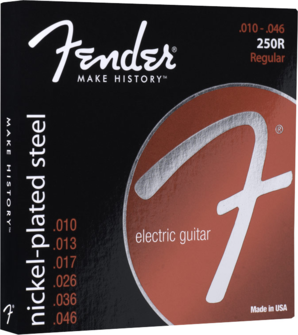 Fender
MAKE HISTORY™
.010 - .046
250R
Regular
MAKE HISTORY™
nickel-plated steel
.010
.013
.017
.026
.036
.046
electric guitar
F
F
Made in USA